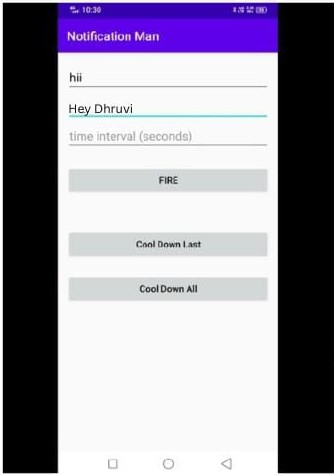 10:30
Notification Man
hii
Hey Dhruvi
time interval (seconds)
FIRE
Cool Down Last
Cool Down All